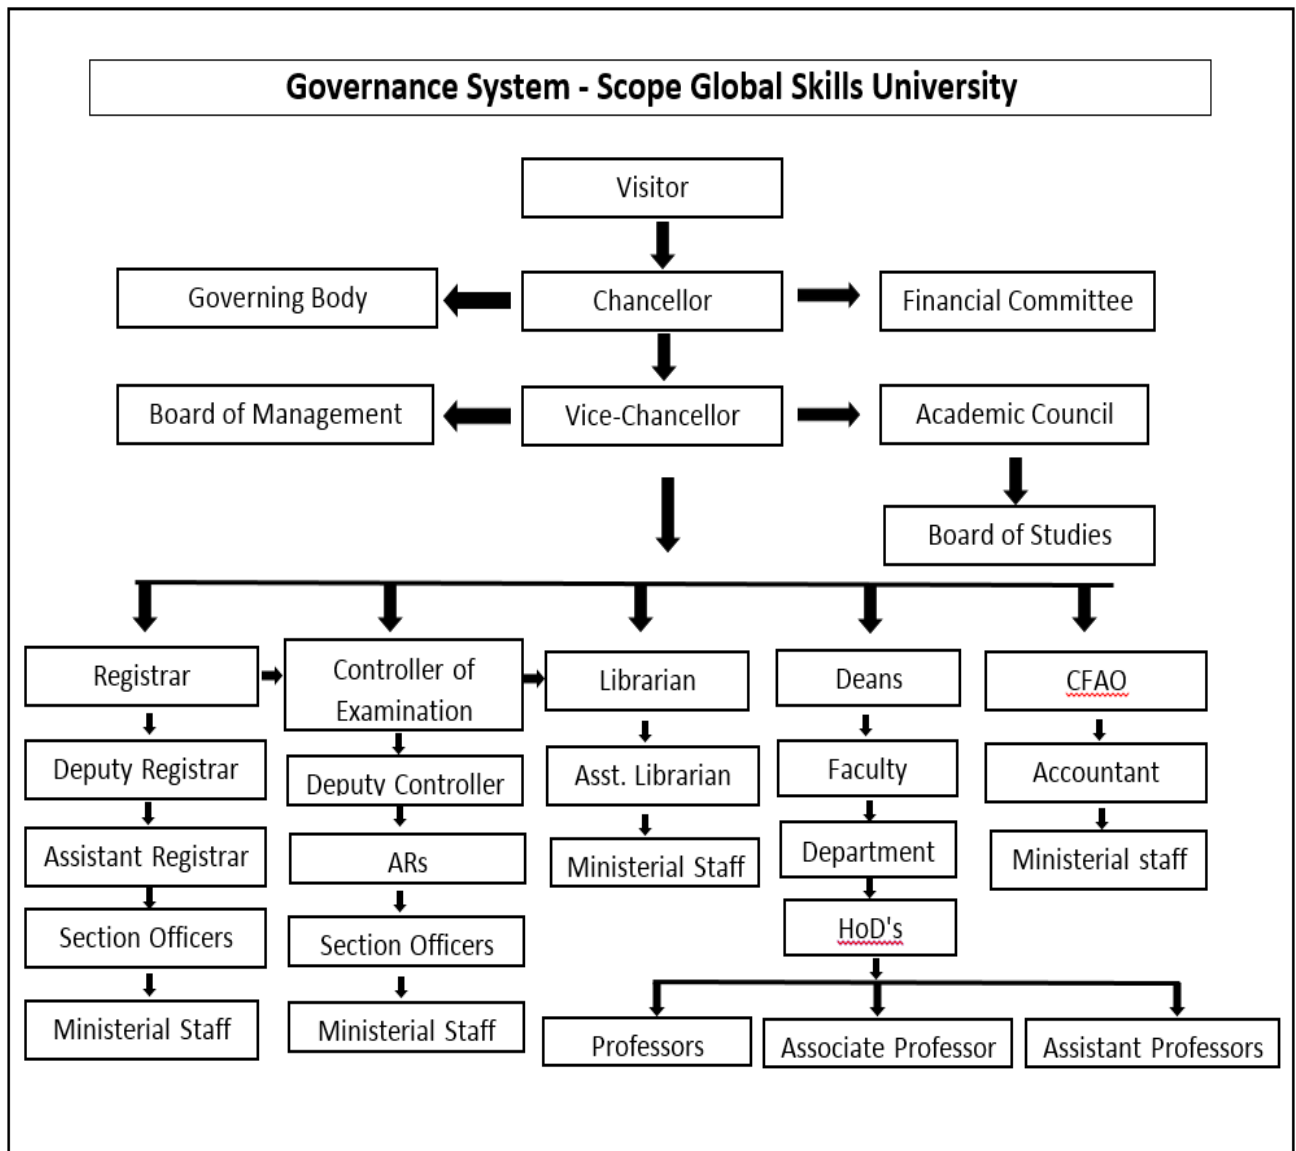 Governance System - Scope Global Skills University
Visitor
Governing Body
Chancellor
Financial Committee
Board of Management
Vice-Chancellor
Academic Council
Board of Studies
Registrar
Controller of
Examination
Librarian
Deans
CFAO
Deputy Registrar
Deputy Controller
Asst. Librarian
Faculty
Accountant
Assistant Registrar
ARs
Ministerial Staff
Department
Ministerial staff
Section Officers
Section Officers
HoD's
Ministerial Staff
Ministerial Staff
Professors
Associate Professor
Assistant Professors